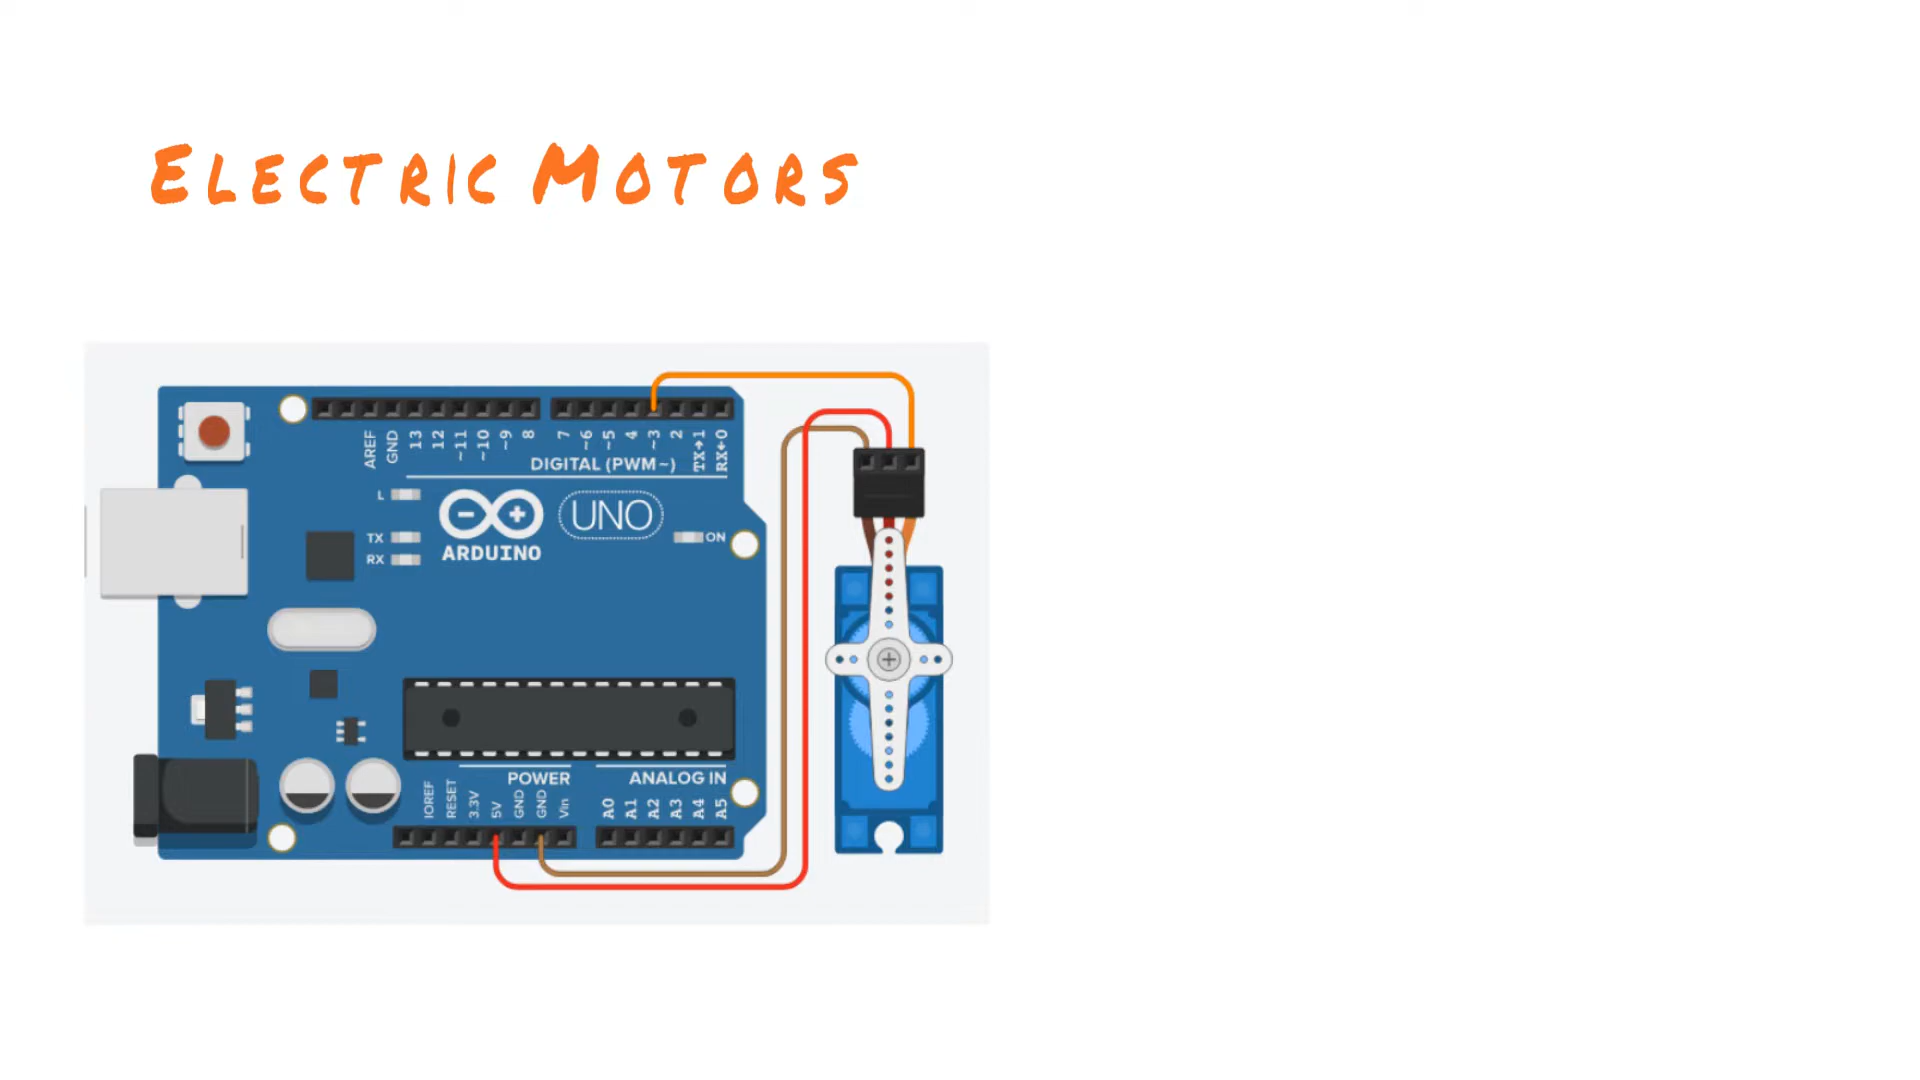 ELECTRIC MOTORS
AREF
GND
13
12
~11
~10
~9
8
7
~6
~5
4
~3
2
TX→1
RX←0
DIGITAL (PWM~)
L
TX
RX
UNO
ON
ARDUINO
POWER
ANALOG IN
IOREF
RESET
3.3V
5V
GND
GND
Vin
A0
A1
A2
A3
A4
A5